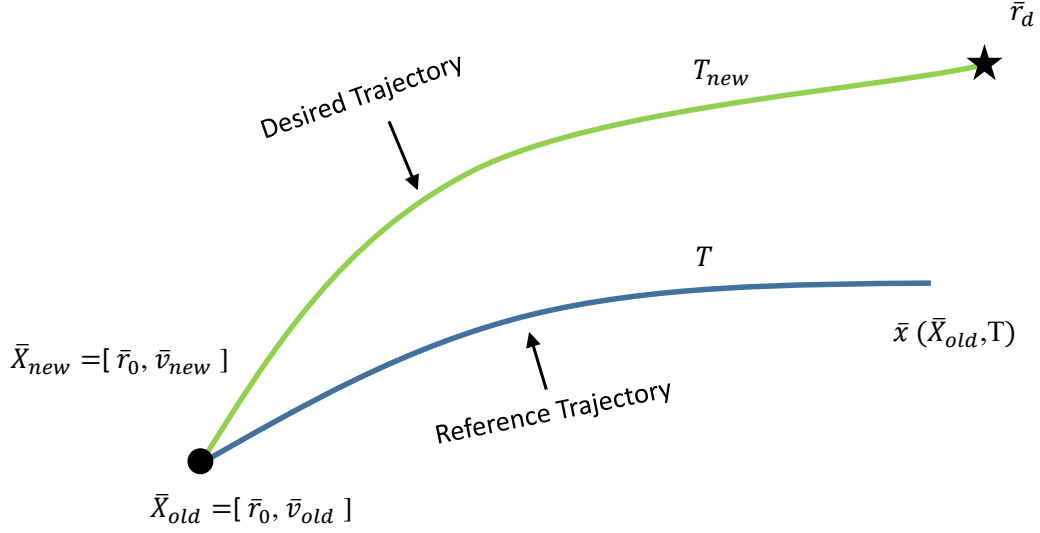 r̄_d
T_new
Desired Trajectory
T
x̄ (X̄_old,T)
X̄_new =[ r̄_0, v̄_new ]
Reference Trajectory
X̄_old =[ r̄_0, v̄_old ]